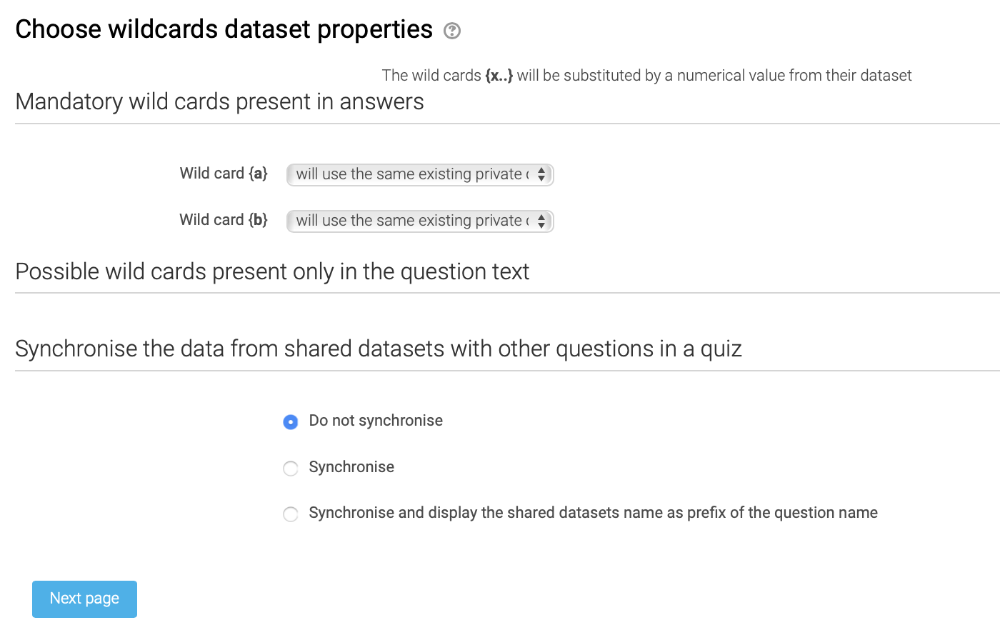 Choose wildcards dataset properties
The wild cards {x..} will be substituted by a numerical value from their dataset
Mandatory wild cards present in answers
Wild card {a} will use the same existing private
Wild card {b} will use the same existing private
Possible wild cards present only in the question text
Synchronise the data from shared datasets with other questions in a quiz
Do not synchronise
Synchronise
Synchronise and display the shared datasets name as prefix of the question name
Next page